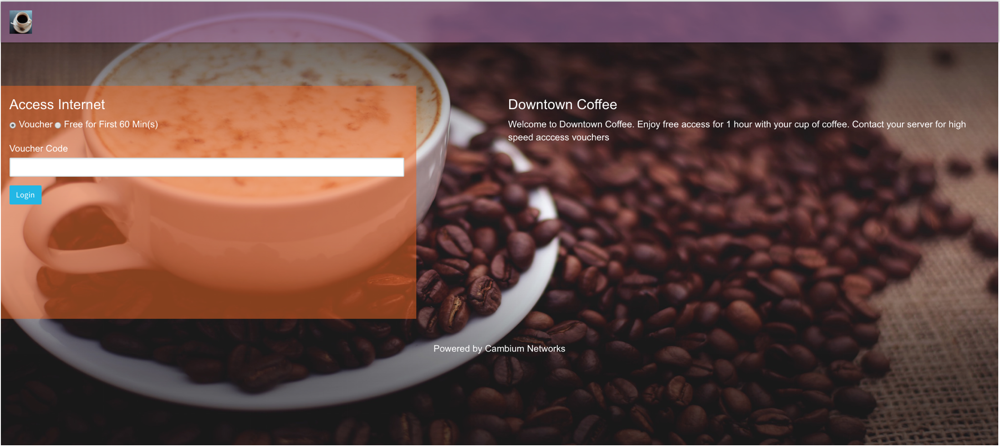 Access Internet
Voucher Free for First 60 Min(s)
Voucher Code
Login
Downtown Coffee
Welcome to Downtown Coffee. Enjoy free access for 1 hour with your cup of coffee. Contact your server for high
speed acccess vouchers
Powered by Cambium Networks